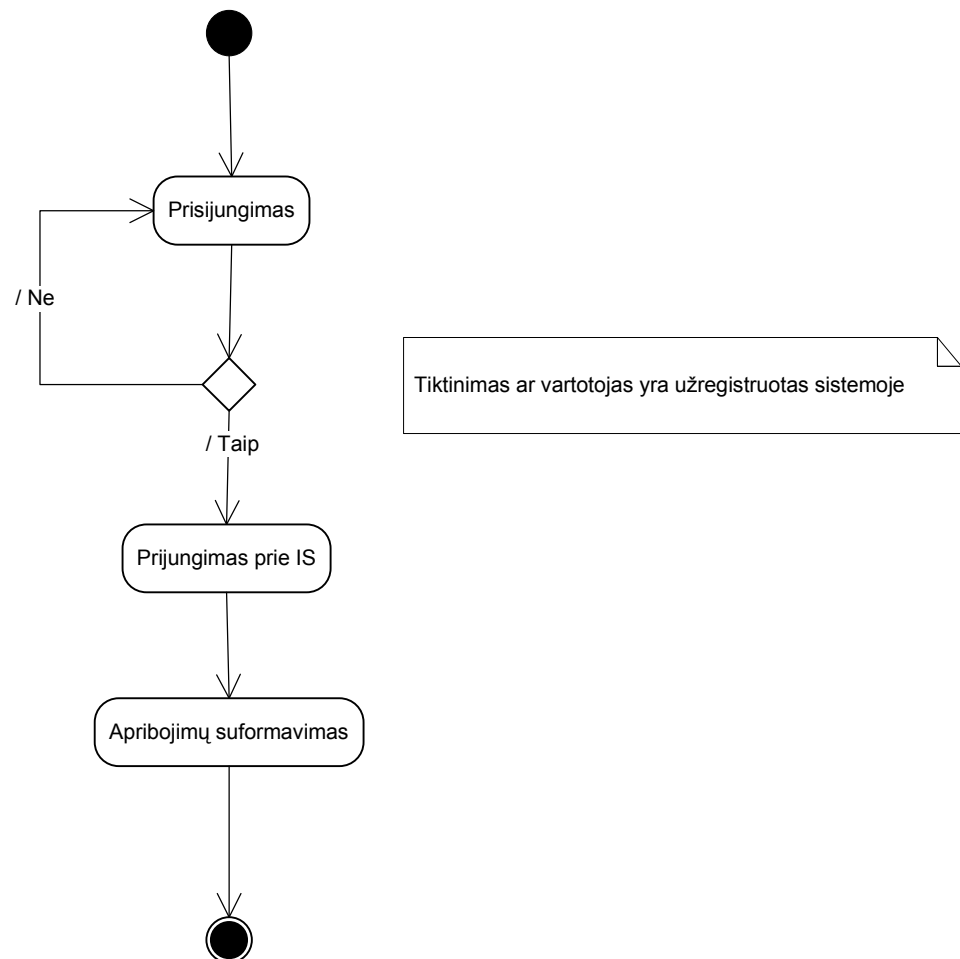 Prisijungimas
/ Ne
Tiktinimas ar vartotojas yra užregistruotas sistemoje
/ Taip
Prijungimas prie IS
Apribojimų suformavimas